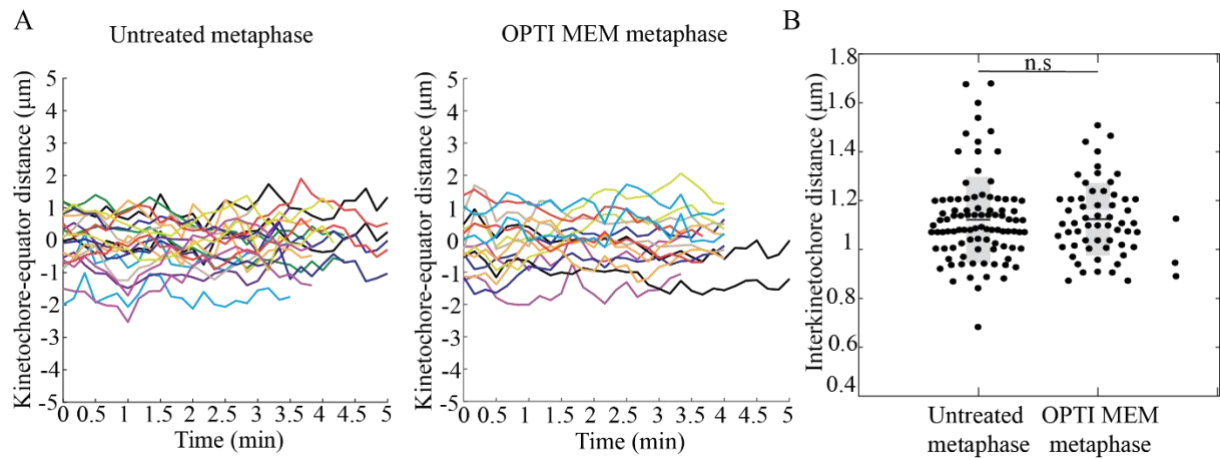 A
Untreated metaphase
Kinetochore-equator distance (μm)
5
4
3
2
1
0
-1
-2
-3
-4
-5
0 0.5 1 1.5 2 2.5 3 3.5 4 4.5 5
Time (min)
OPTI MEM metaphase
Kinetochore-equator distance (μm)
5
4
3
2
1
0
-1
-2
-3
-4
-5
0 0.5 1 1.5 2 2.5 3 3.5 4 4.5 5
Time (min)
B
Interkinetochore distance (μm)
1.8
1.6
1.4
1.2
1
0.8
0.6
0.4
n.s
Untreated
metaphase
OPTI MEM
metaphase